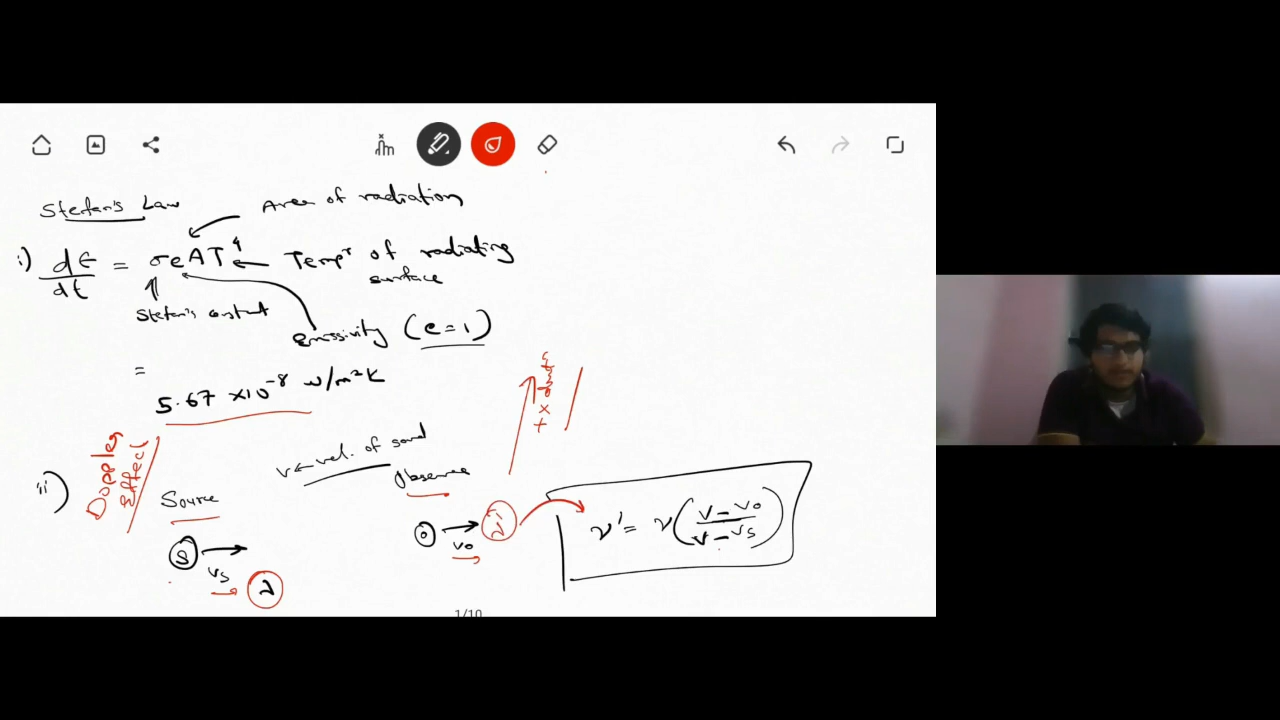 Stefan's Law
Area of radiation
i) dE/dt = σeAT⁴ ← Tempʳ of radiating
surface
Stefan's constant
Emissivity (e=1)
=
5.67 ×10⁻⁸ w/m²K
Doppler
Effect
ii)
v ← vel. of sound
Source
S →
vs
ν
O →
vo
ν'
ν' = ν(v - vo / v - vs)
1/10